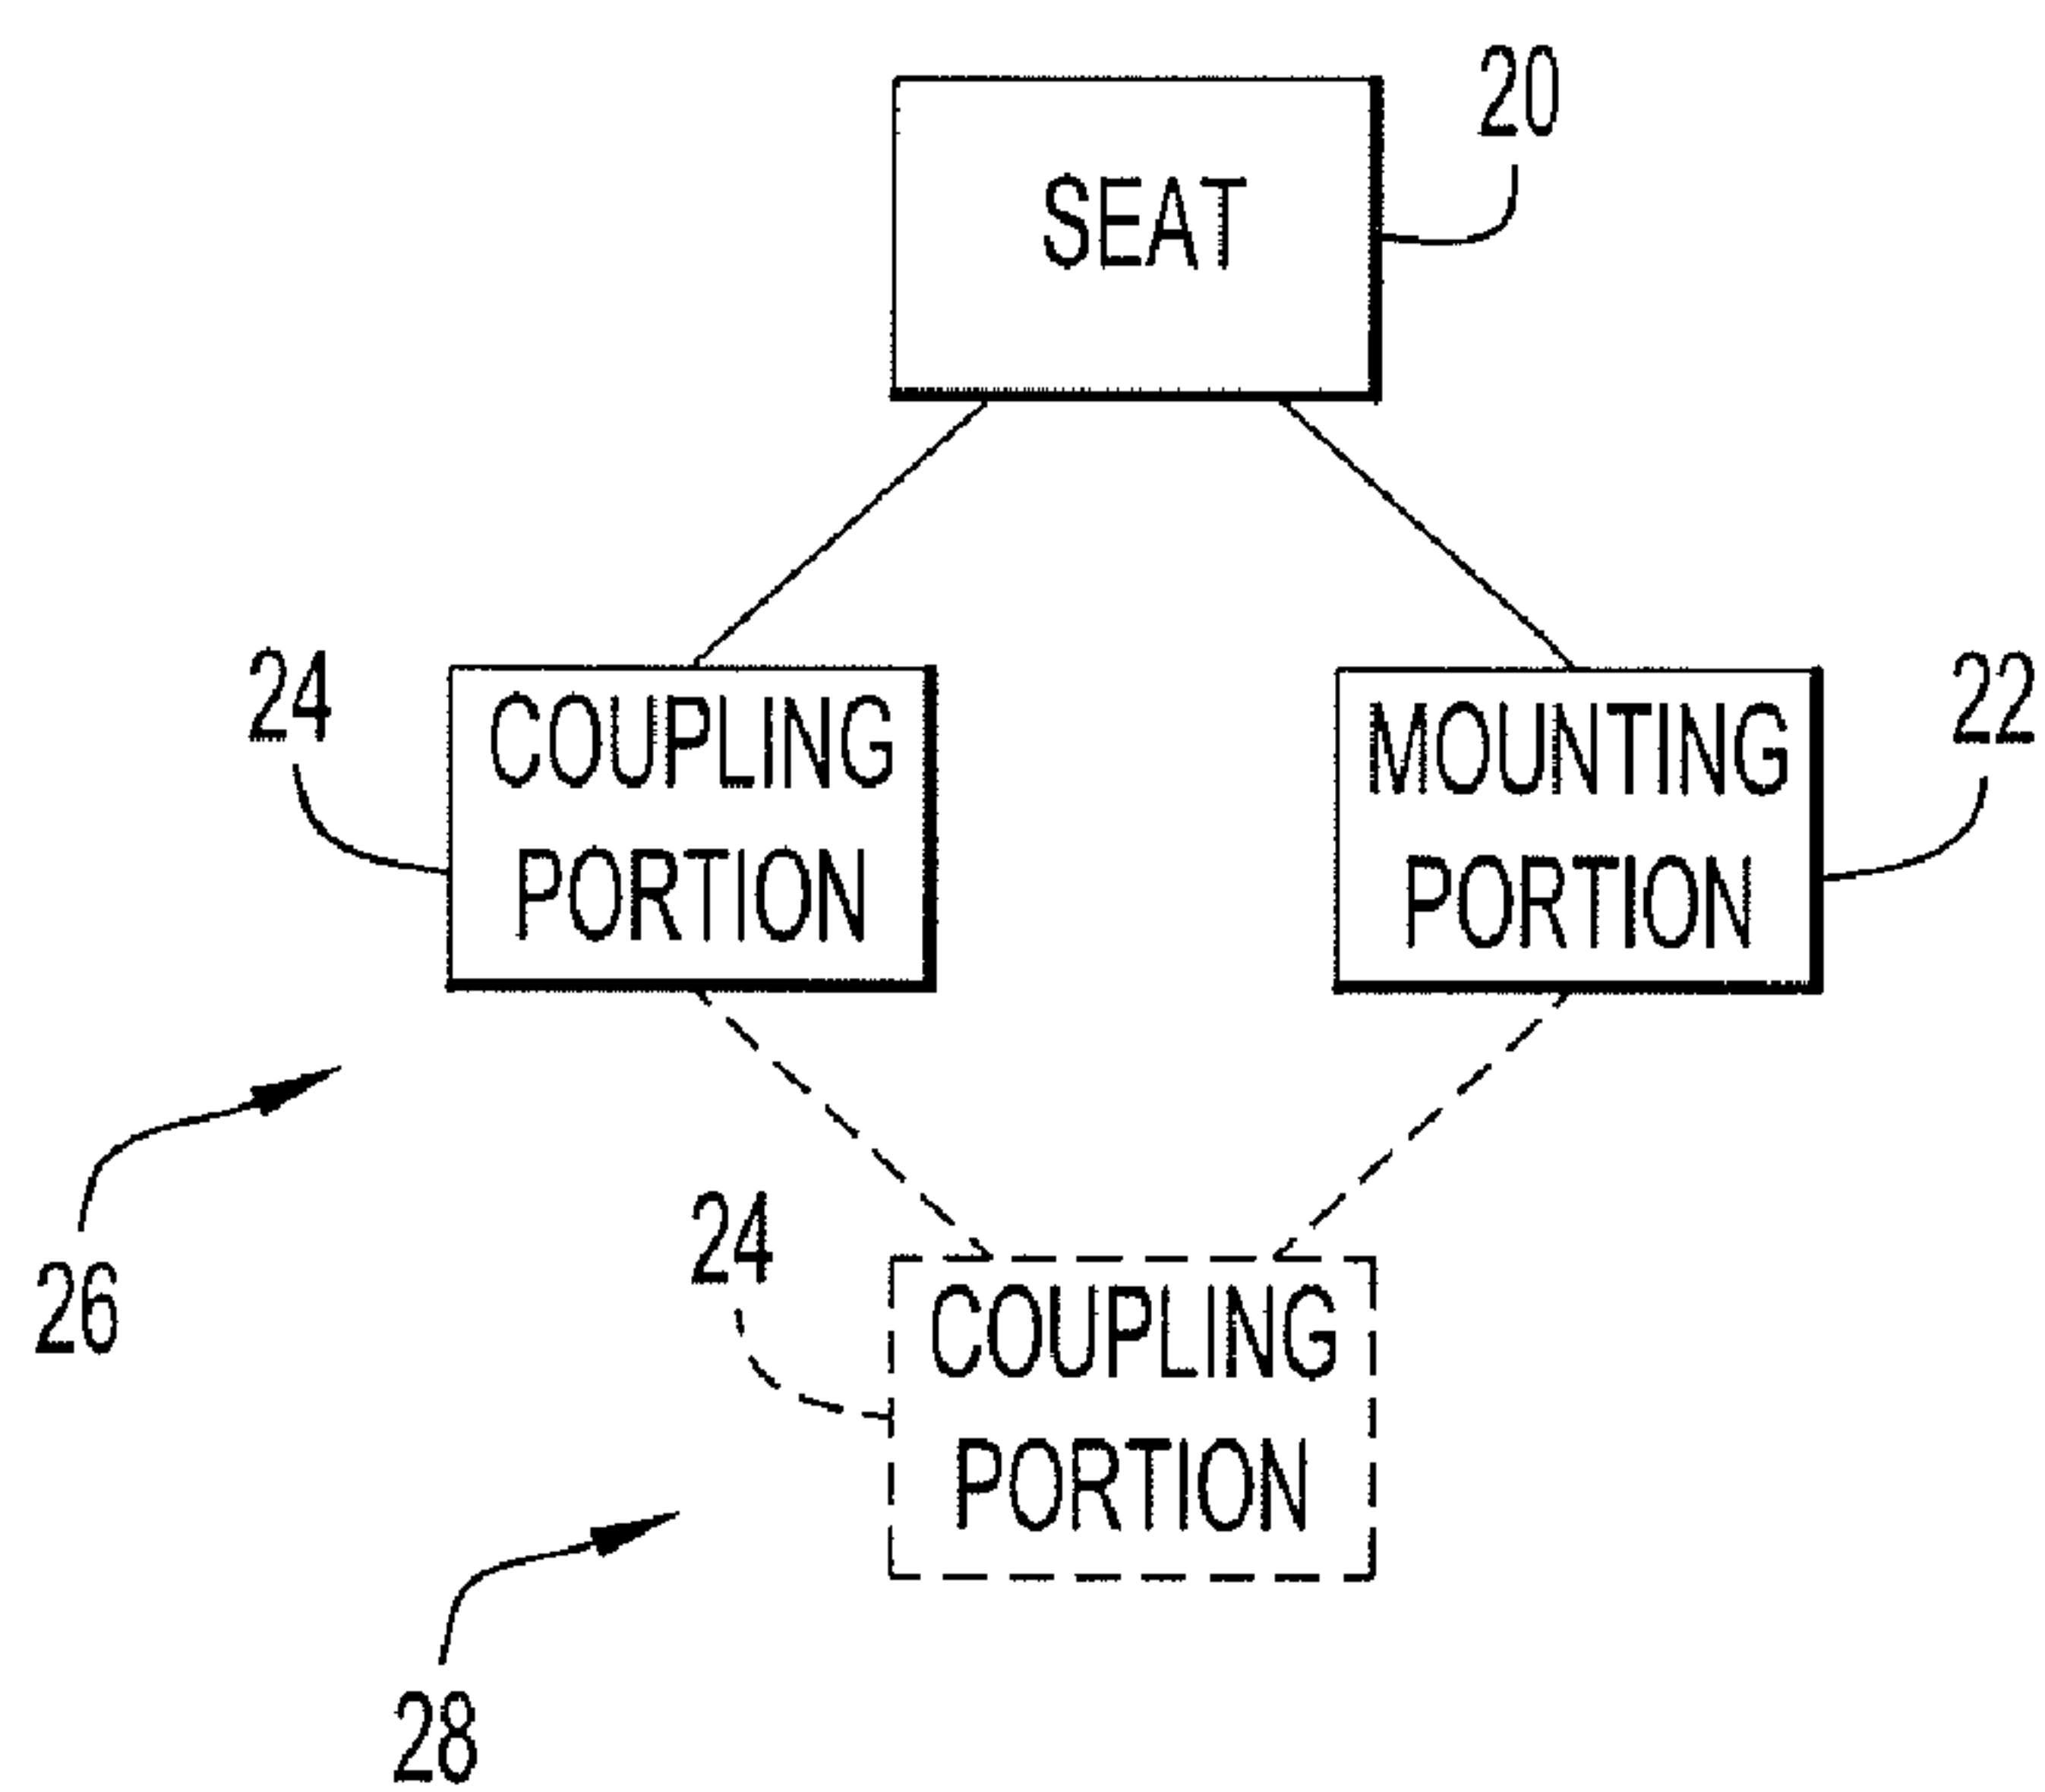 20
SEAT
24
COUPLING
PORTION
MOUNTING
PORTION
22
26
24
COUPLING
PORTION
28